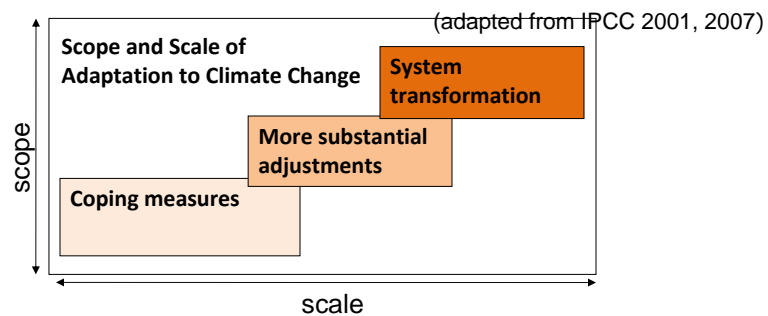 (adapted from IPCC 2001, 2007)
Scope and Scale of
Adaptation to Climate Change
System
transformation
More substantial
adjustments
Coping measures
scope
scale